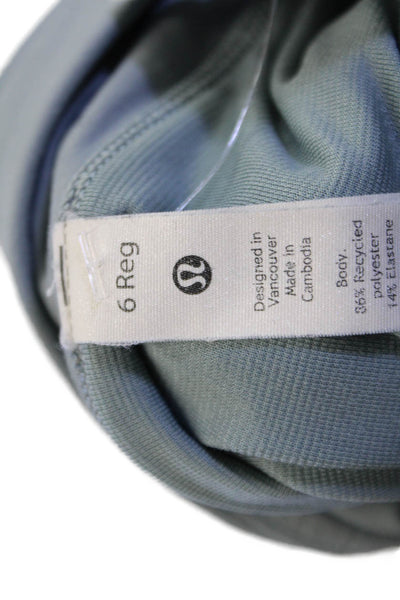 6 Reg
Designed in
Vancouver
Made in
Cambodia
Body.
86% Recycled
polyester
14% Elastane